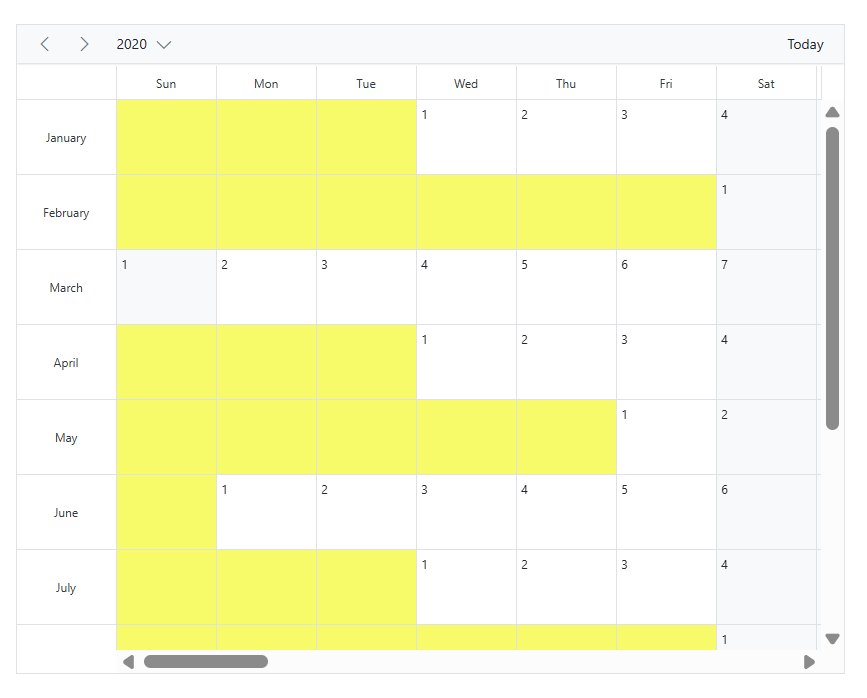 2020 Today
Sun Mon Tue Wed Thu Fri Sat
January 1 2 3 4
February 1
March 1 2 3 4 5 6 7
April 1 2 3 4
May 1 2
June 1 2 3 4 5 6
July 1 2 3 4
1